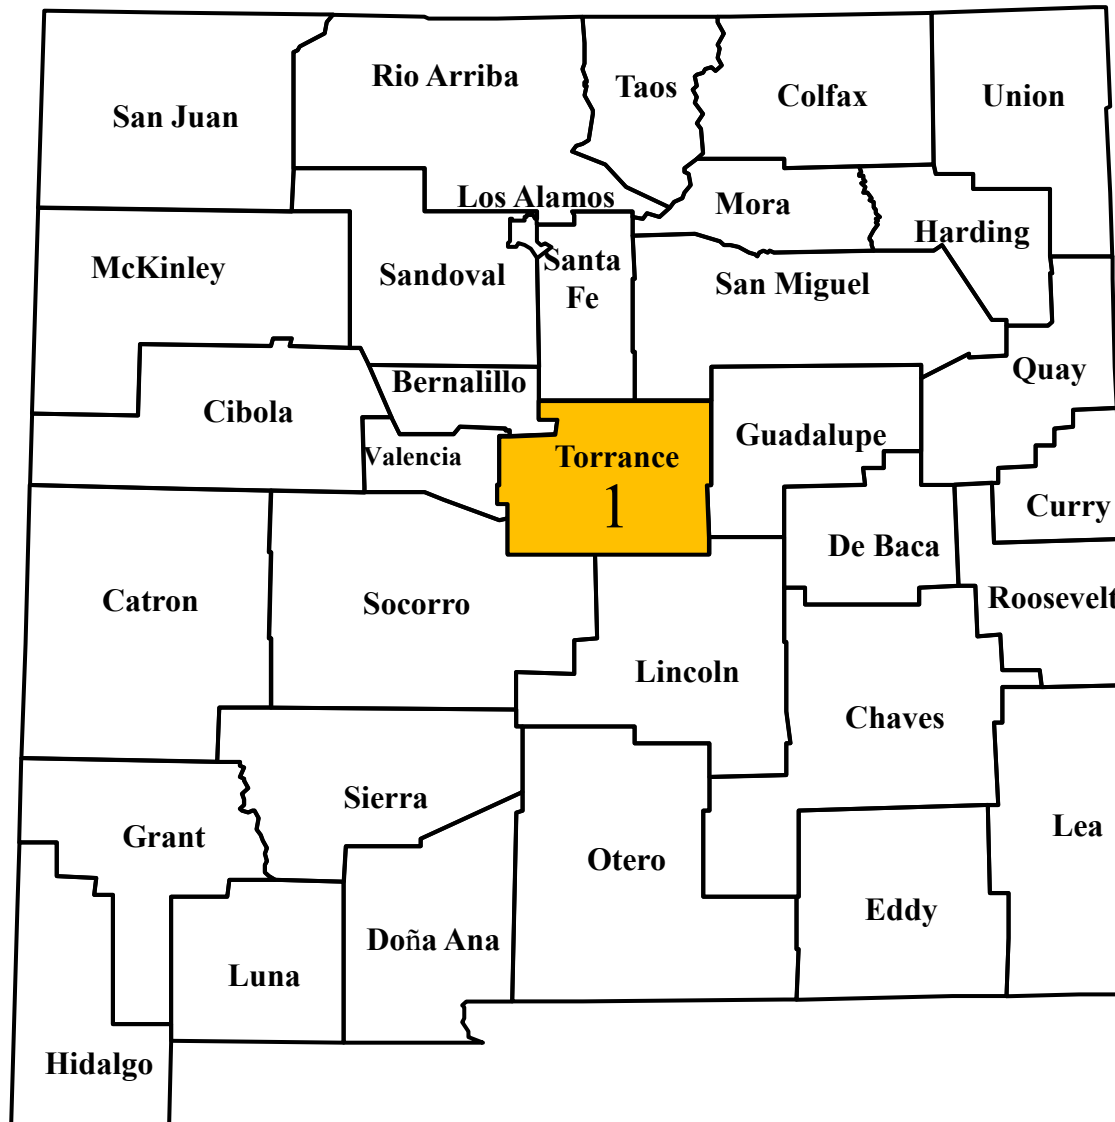 San Juan
Rio Arriba
Taos
Colfax
Union
Los Alamos
Mora
Harding
McKinley
Sandoval
Santa
Fe
San Miguel
Quay
Bernalillo
Cibola
Valencia
Torrance
1
Guadalupe
Curry
De Baca
Catron
Socorro
Roosevelt
Lincoln
Chaves
Sierra
Grant
Otero
Lea
Eddy
Doña Ana
Luna
Hidalgo